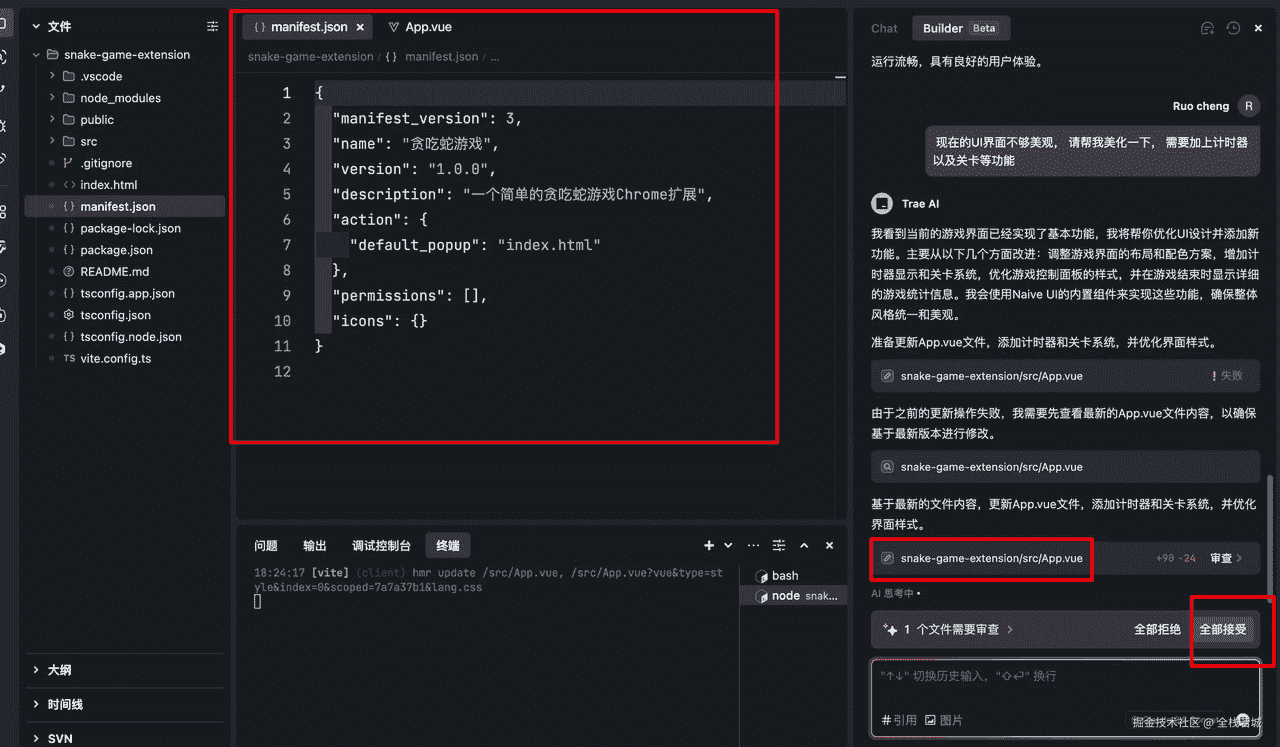 文件
snake-game-extension
.vscode
node_modules
public
src
.gitignore
index.html
manifest.json
package-lock.json
package.json
README.md
tsconfig.app.json
tsconfig.json
tsconfig.node.json
TS vite.config.ts
大纲
时间线
SVN
manifest.json
App.vue
snake-game-extension / {} manifest.json / ...
1 {
2 "manifest_version": 3,
3 "name": "贪吃蛇游戏",
4 "version": "1.0.0",
5 "description": "一个简单的贪吃蛇游戏Chrome扩展",
6 "action": {
7 "default_popup": "index.html"
8 },
9 "permissions": [],
10 "icons": {}
11 }
12
问题 输出 调试控制台 终端
18:24:17 [vite] (client) hmr update /src/App.vue, /src/App.vue?vue&type=st
yle&index=0&scoped=7a7a37b1&lang.css
bash
node snak...
Chat Builder Beta
运行流畅，具有良好的用户体验。
Ruo cheng R
现在的UI界面不够美观， 请帮我美化一下， 需要加上计时器
以及关卡等功能
Trae AI
我看到当前的游戏界面已经实现了基本功能，我将帮你优化UI设计并添加新
功能。主要从以下几个方面改进：调整游戏界面的布局和配色方案，增加计
时器显示和关卡系统，优化游戏控制面板的样式，并在游戏结束时显示详细
的游戏统计信息。我会使用Naive UI的内置组件来实现这些功能，确保整体
风格统一和美观。
准备更新App.vue文件，添加计时器和关卡系统，并优化界面样式。
snake-game-extension/src/App.vue ! 失败
由于之前的更新操作失败，我需要先查看最新的App.vue文件内容，以确保
基于最新版本进行修改。
snake-game-extension/src/App.vue
基于最新的文件内容，更新App.vue文件，添加计时器和关卡系统，并优化
界面样式。
snake-game-extension/src/App.vue +90 -24 审查
AI 思考中
1 个文件需要审查 全部拒绝 全部接受
"↑↓" 切换历史输入，"⇧⏎" 换行
# 引用 图片
掘金技术社区 @ 全栈若城